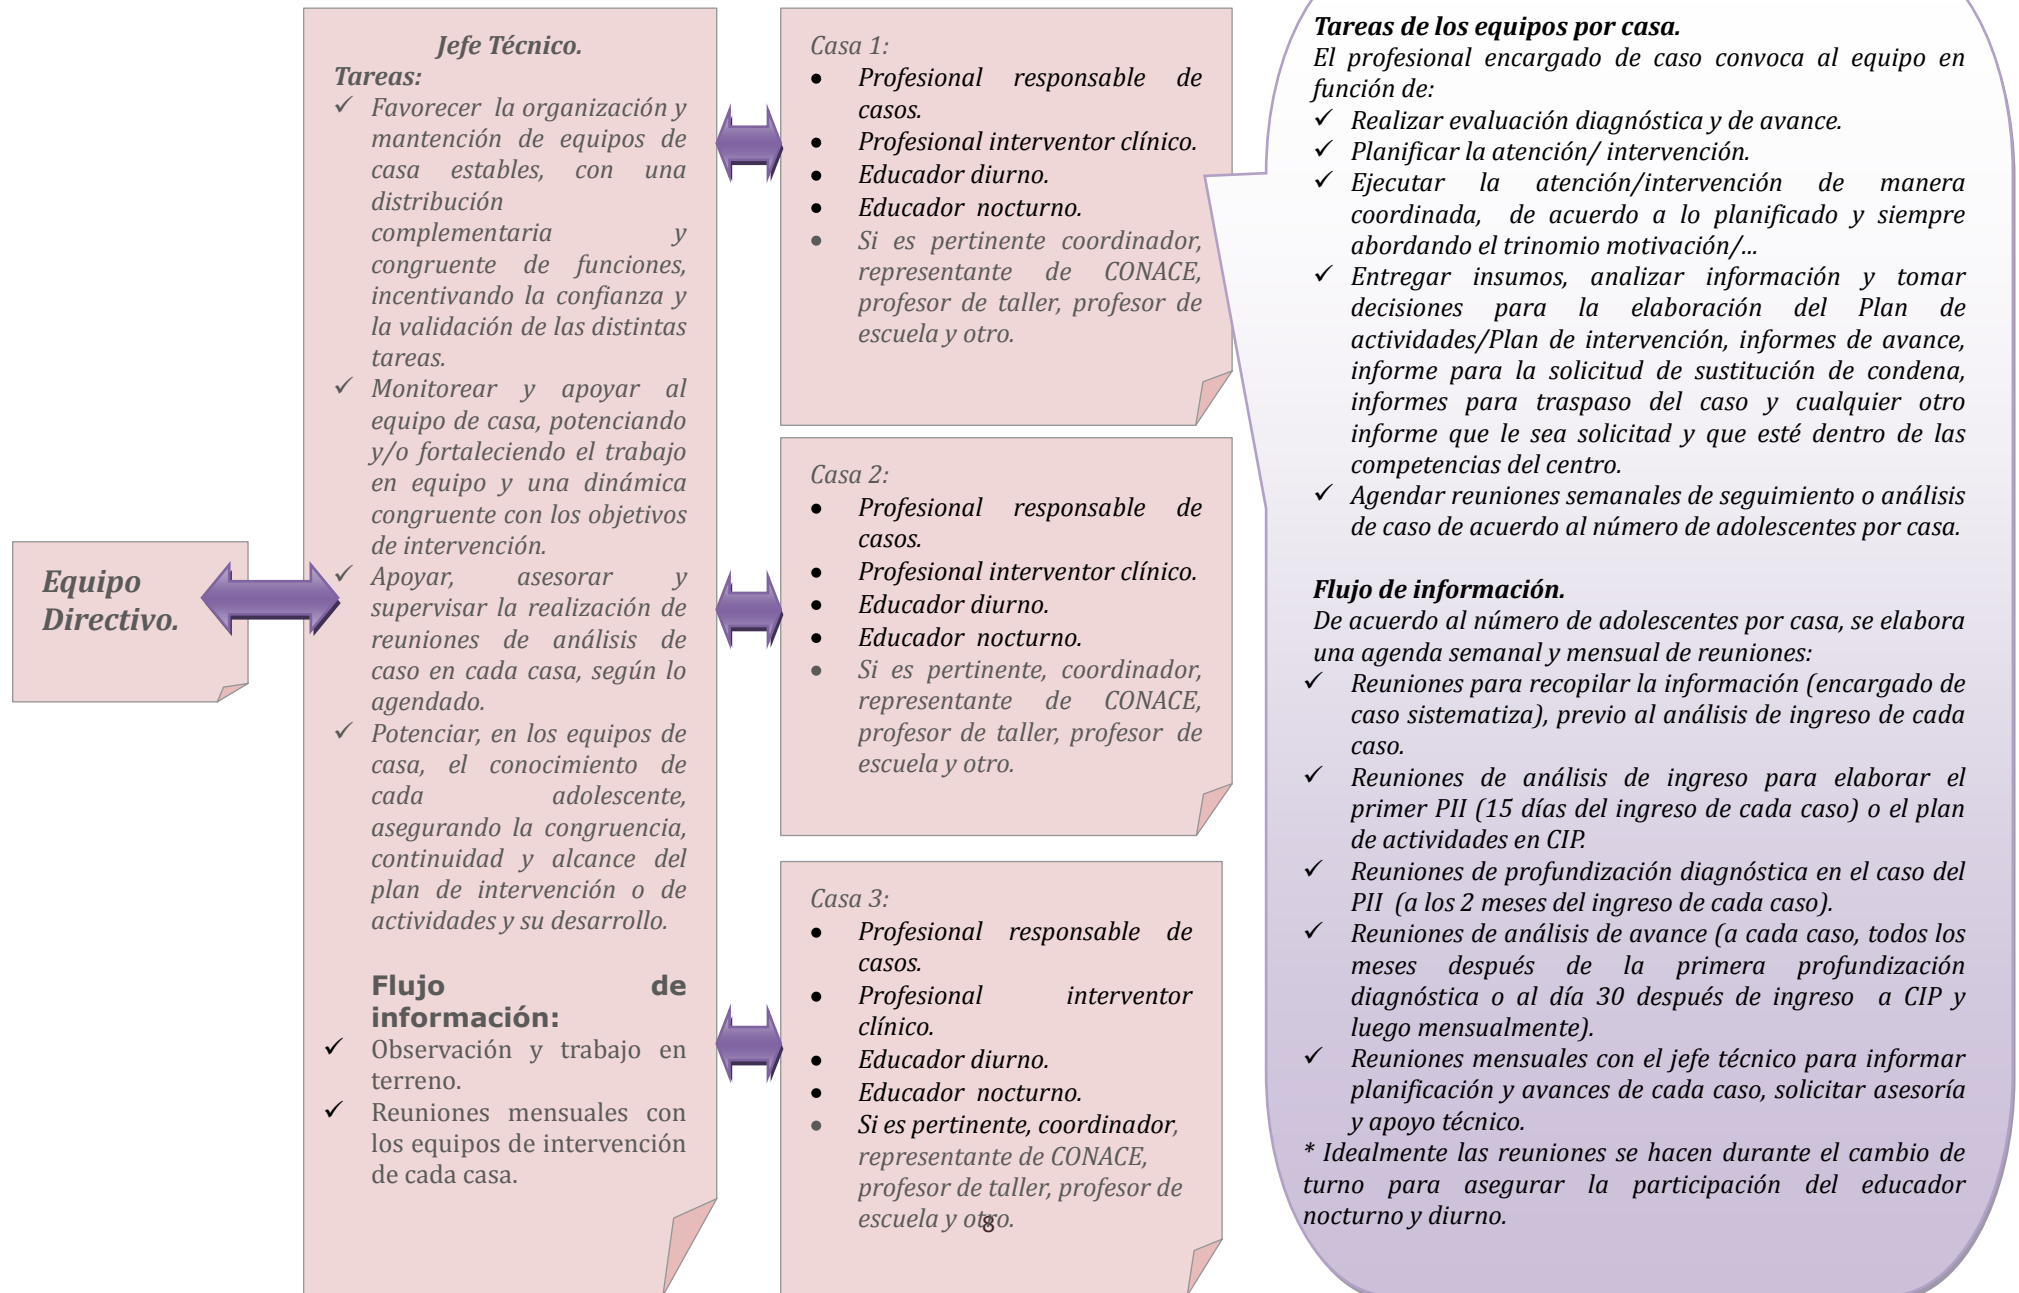 Equipo
Directivo.
Jefe Técnico.
Tareas:
✓ Favorecer la organización y
mantención de equipos de
casa estables, con una
distribución
complementaria y
congruente de funciones,
incentivando la confianza y
la validación de las distintas
tareas.
✓ Monitorear y apoyar al
equipo de casa, potenciando
y/o fortaleciendo el trabajo
en equipo y una dinámica
congruente con los objetivos
de intervención.
✓ Apoyar, asesorar y
supervisar la realización de
reuniones de análisis de
caso en cada casa, según lo
agendado.
✓ Potenciar, en los equipos de
casa, el conocimiento de
cada adolescente,
asegurando la congruencia,
continuidad y alcance del
plan de intervención o de
actividades y su desarrollo.
Flujo de
información:
✓ Observación y trabajo en
terreno.
✓ Reuniones mensuales con
los equipos de intervención
de cada casa.
Casa 1:
• Profesional responsable de
casos.
• Profesional interventor clínico.
• Educador diurno.
• Educador nocturno.
• Si es pertinente coordinador,
representante de CONACE,
profesor de taller, profesor de
escuela y otro.
Casa 2:
• Profesional responsable de
casos.
• Profesional interventor clínico.
• Educador diurno.
• Educador nocturno.
• Si es pertinente, coordinador,
representante de CONACE,
profesor de taller, profesor de
escuela y otro.
Casa 3:
• Profesional responsable de
casos.
• Profesional interventor
clínico.
• Educador diurno.
• Educador nocturno.
• Si es pertinente, coordinador,
representante de CONACE,
profesor de taller, profesor de
escuela y otro.
8
Tareas de los equipos por casa.
El profesional encargado de caso convoca al equipo en
función de:
✓ Realizar evaluación diagnóstica y de avance.
✓ Planificar la atención/ intervención.
✓ Ejecutar la atención/intervención de manera
coordinada, de acuerdo a lo planificado y siempre
abordando el trinomio motivación/...
✓ Entregar insumos, analizar información y tomar
decisiones para la elaboración del Plan de
actividades/Plan de intervención, informes de avance,
informe para la solicitud de sustitución de condena,
informes para traspaso del caso y cualquier otro
informe que le sea solicitad y que esté dentro de las
competencias del centro.
✓ Agendar reuniones semanales de seguimiento o análisis
de caso de acuerdo al número de adolescentes por casa.
Flujo de información.
De acuerdo al número de adolescentes por casa, se elabora
una agenda semanal y mensual de reuniones:
✓ Reuniones para recopilar la información (encargado de
caso sistematiza), previo al análisis de ingreso de cada
caso.
✓ Reuniones de análisis de ingreso para elaborar el
primer PII (15 días del ingreso de cada caso) o el plan
de actividades en CIP.
✓ Reuniones de profundización diagnóstica en el caso del
PII (a los 2 meses del ingreso de cada caso).
✓ Reuniones de análisis de avance (a cada caso, todos los
meses después de la primera profundización
diagnóstica o al día 30 después de ingreso a CIP y
luego mensualmente).
✓ Reuniones mensuales con el jefe técnico para informar
planificación y avances de cada caso, solicitar asesoría
y apoyo técnico.
* Idealmente las reuniones se hacen durante el cambio de
turno para asegurar la participación del educador
nocturno y diurno.